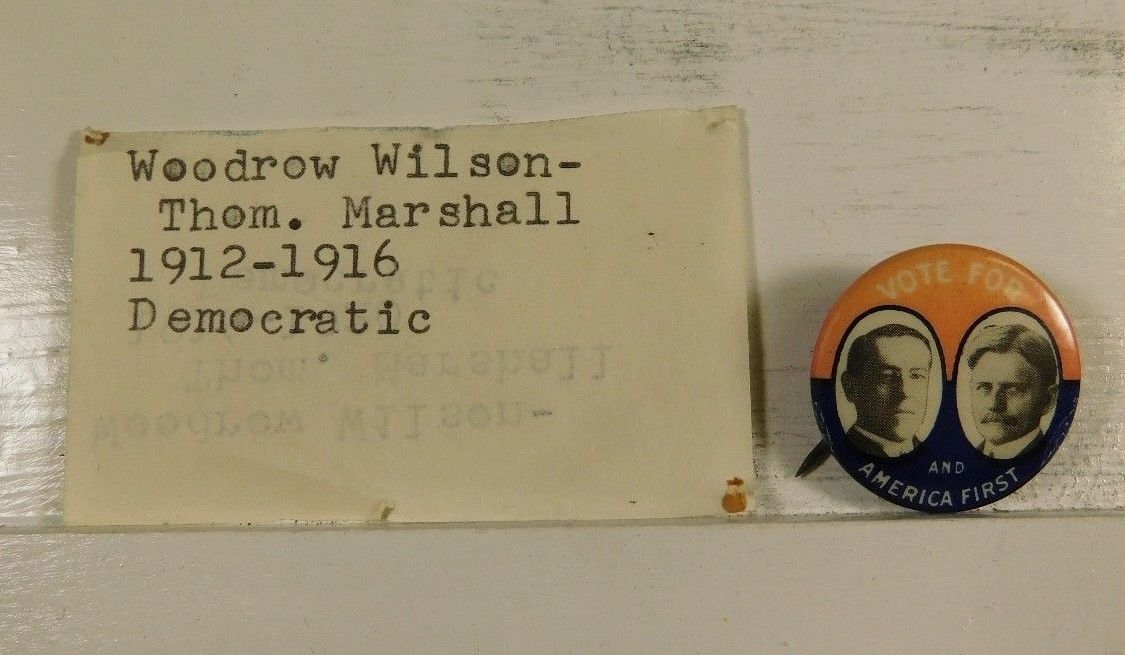 Woodrow Wilson-
Thom. Marshall
1912-1916
Democratic
VOTE FOR
AND
AMERICA FIRST